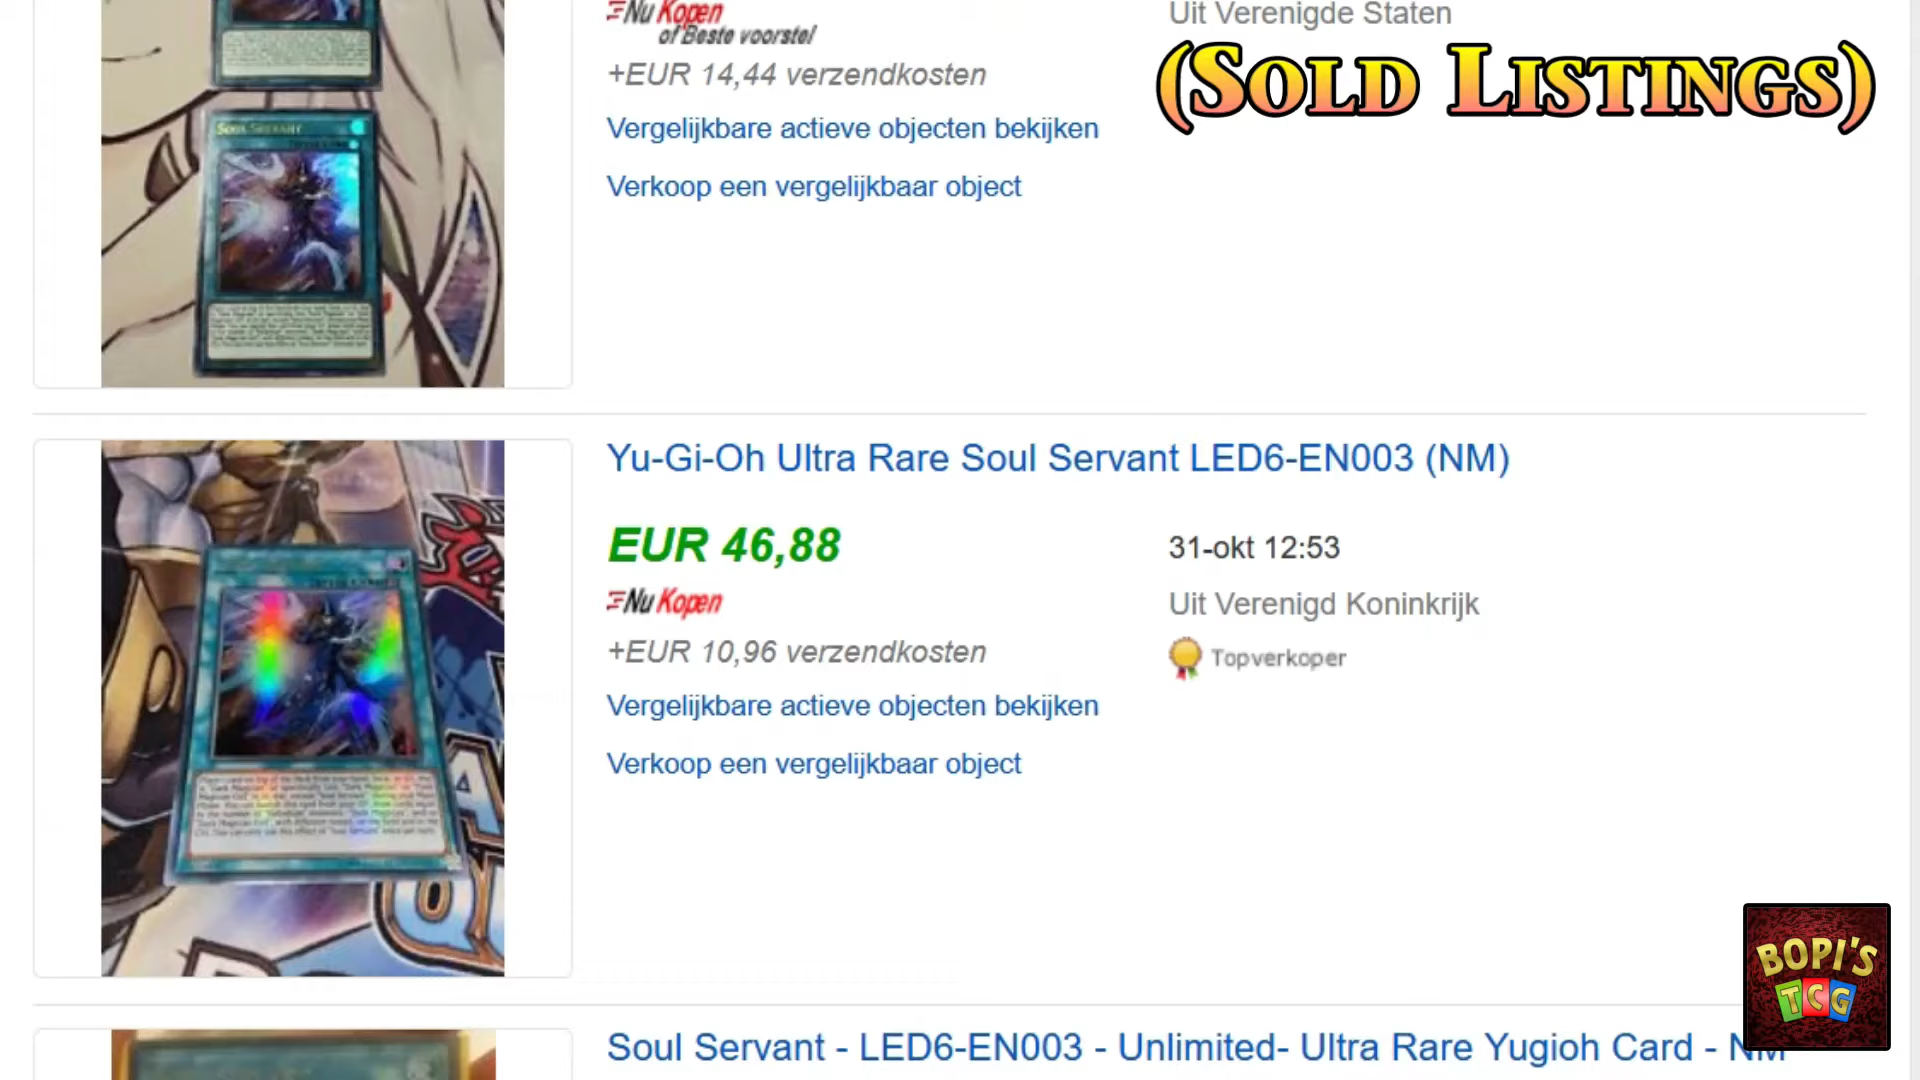 Nu Kopen
of Beste voorstel
Uit Verenigde Staten
(SOLD LISTINGS)
+EUR 14,44 verzendkosten
Vergelijkbare actieve objecten bekijken
Verkoop een vergelijkbaar object
SOUL SERVANT
Yu-Gi-Oh Ultra Rare Soul Servant LED6-EN003 (NM)
EUR 46,88
31-okt 12:53
Nu Kopen
Uit Verenigd Koninkrijk
+EUR 10,96 verzendkosten
Topverkoper
Vergelijkbare actieve objecten bekijken
Verkoop een vergelijkbaar object
BOPI'S
TCG
Soul Servant - LED6-EN003 - Unlimited- Ultra Rare Yugioh Card - NM